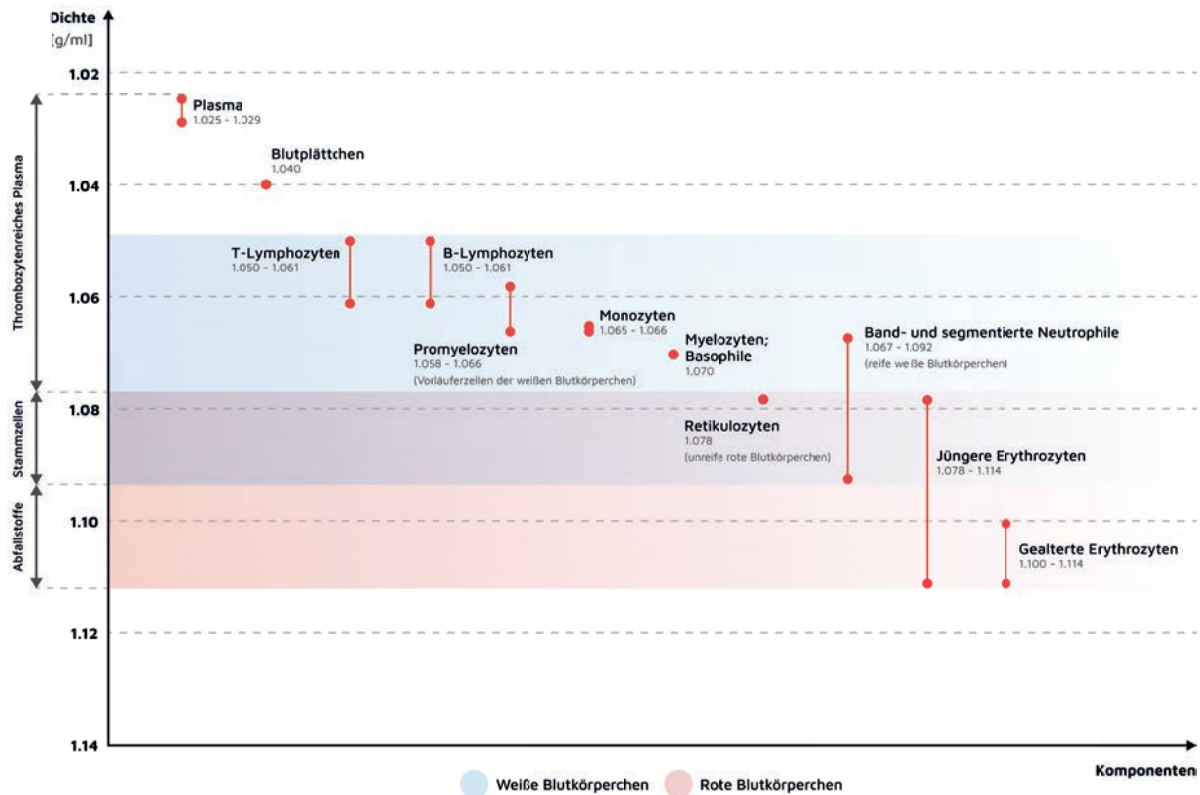 Dichte
[g/ml]
1.02
1.04
1.06
1.08
1.10
1.12
1.14
Thrombozytenreiches Plasma
Stammzellen
Abfallstoffe
Plasma
1.025 - 1.029
Blutplättchen
1.040
T-Lymphozyten
1.050 - 1.061
B-Lymphozyten
1.050 - 1.061
Promyelozyten
1.058 - 1.066
(Vorläuferzellen der weißen Blutkörperchen)
Monozyten
1.065 - 1.066
Myelozyten;
Basophile
1.070
Retikulozyten
1.078
(unreife rote Blutkörperchen)
Band- und segmentierte Neutrophile
1.067 - 1.092
(reife weiße Blutkörperchen)
Jüngere Erythrozyten
1.078 - 1.114
Gealterte Erythrozyten
1.100 - 1.114
Komponenten
Weiße Blutkörperchen
Rote Blutkörperchen